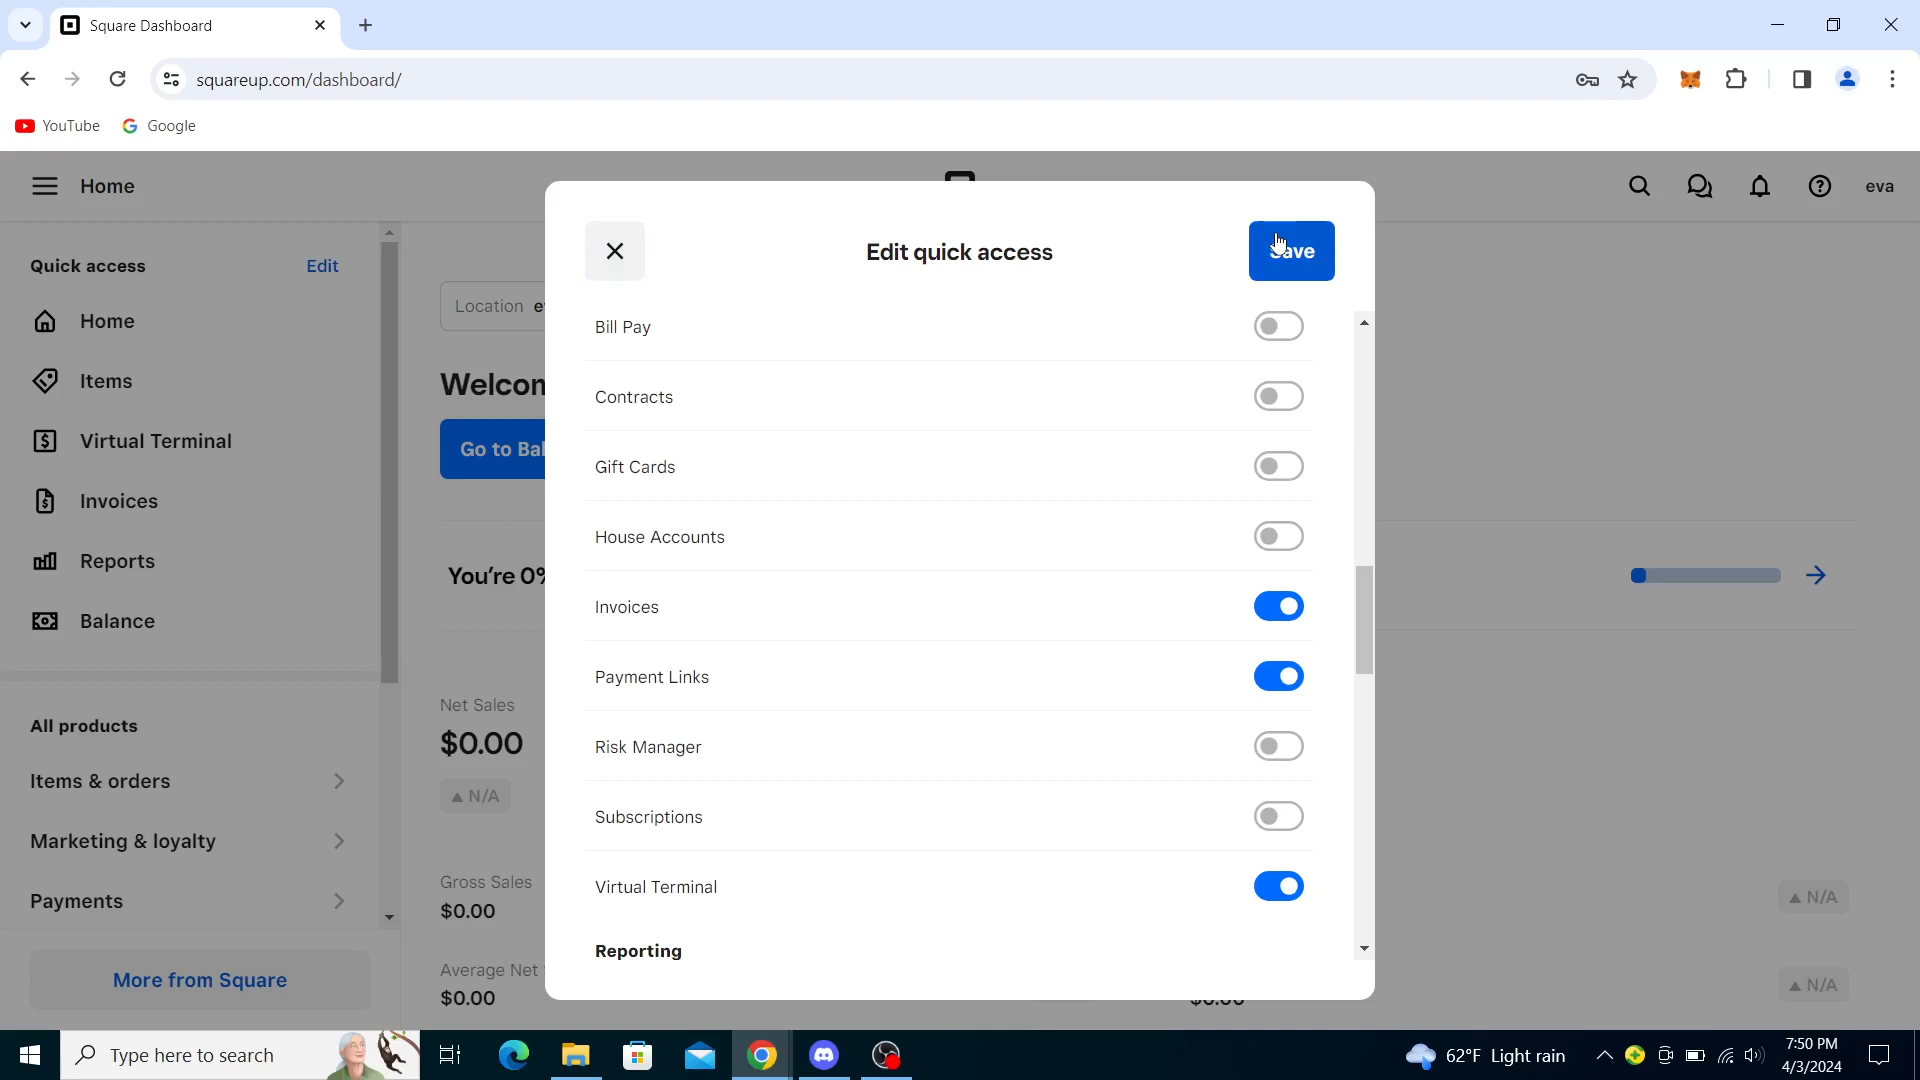 Square Dashboard
squareup.com/dashboard/
YouTube
Google
Home
eva
Quick access
Edit
Home
Items
Virtual Terminal
Invoices
Reports
Balance
All products
Items & orders
Marketing & loyalty
Payments
More from Square
Location
Go to
You're 0%
Net Sales
$0.00
N/A
Gross Sales
$0.00
Average Net
$0.00
$0.00
N/A
N/A
Edit quick access
Bill Pay
Contracts
Gift Cards
House Accounts
Invoices
Payment Links
Risk Manager
Subscriptions
Virtual Terminal
Reporting
Type here to search
62°F Light rain
7:50 PM
4/3/2024